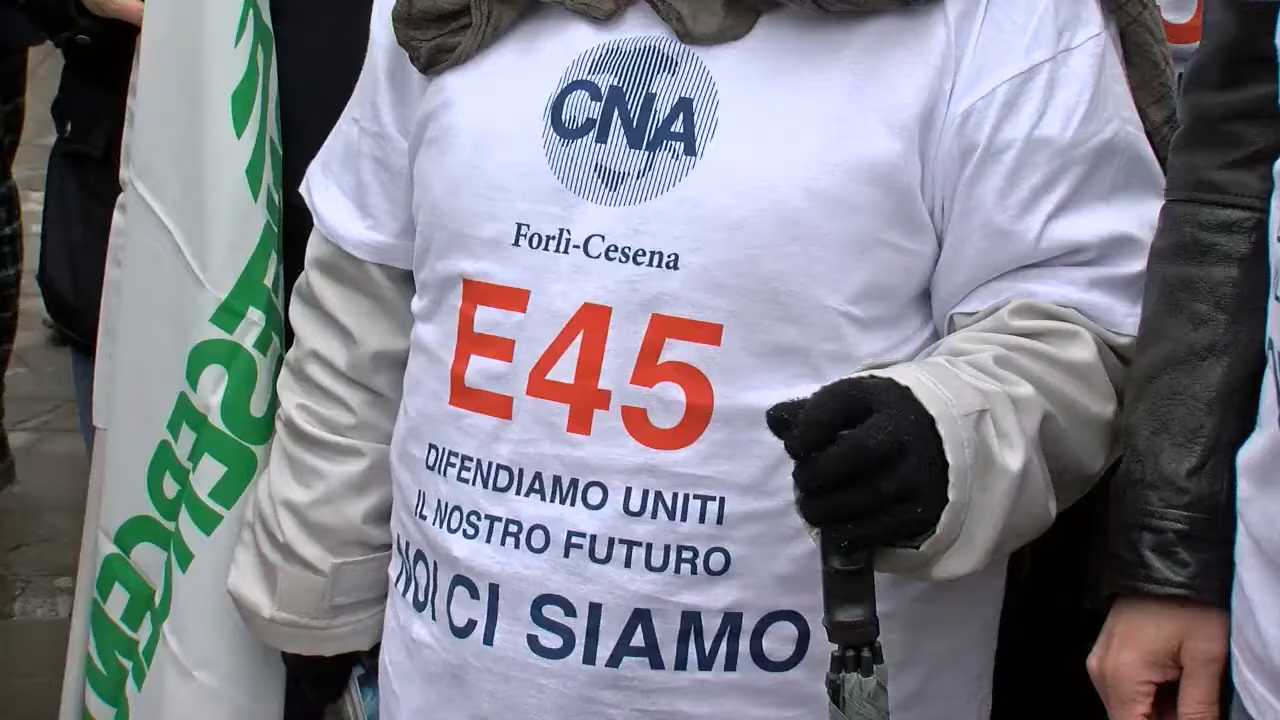 CNA
Forlì-Cesena
E45
DIFENDIAMO UNITI
IL NOSTRO FUTURO
NOI CI SIAMO